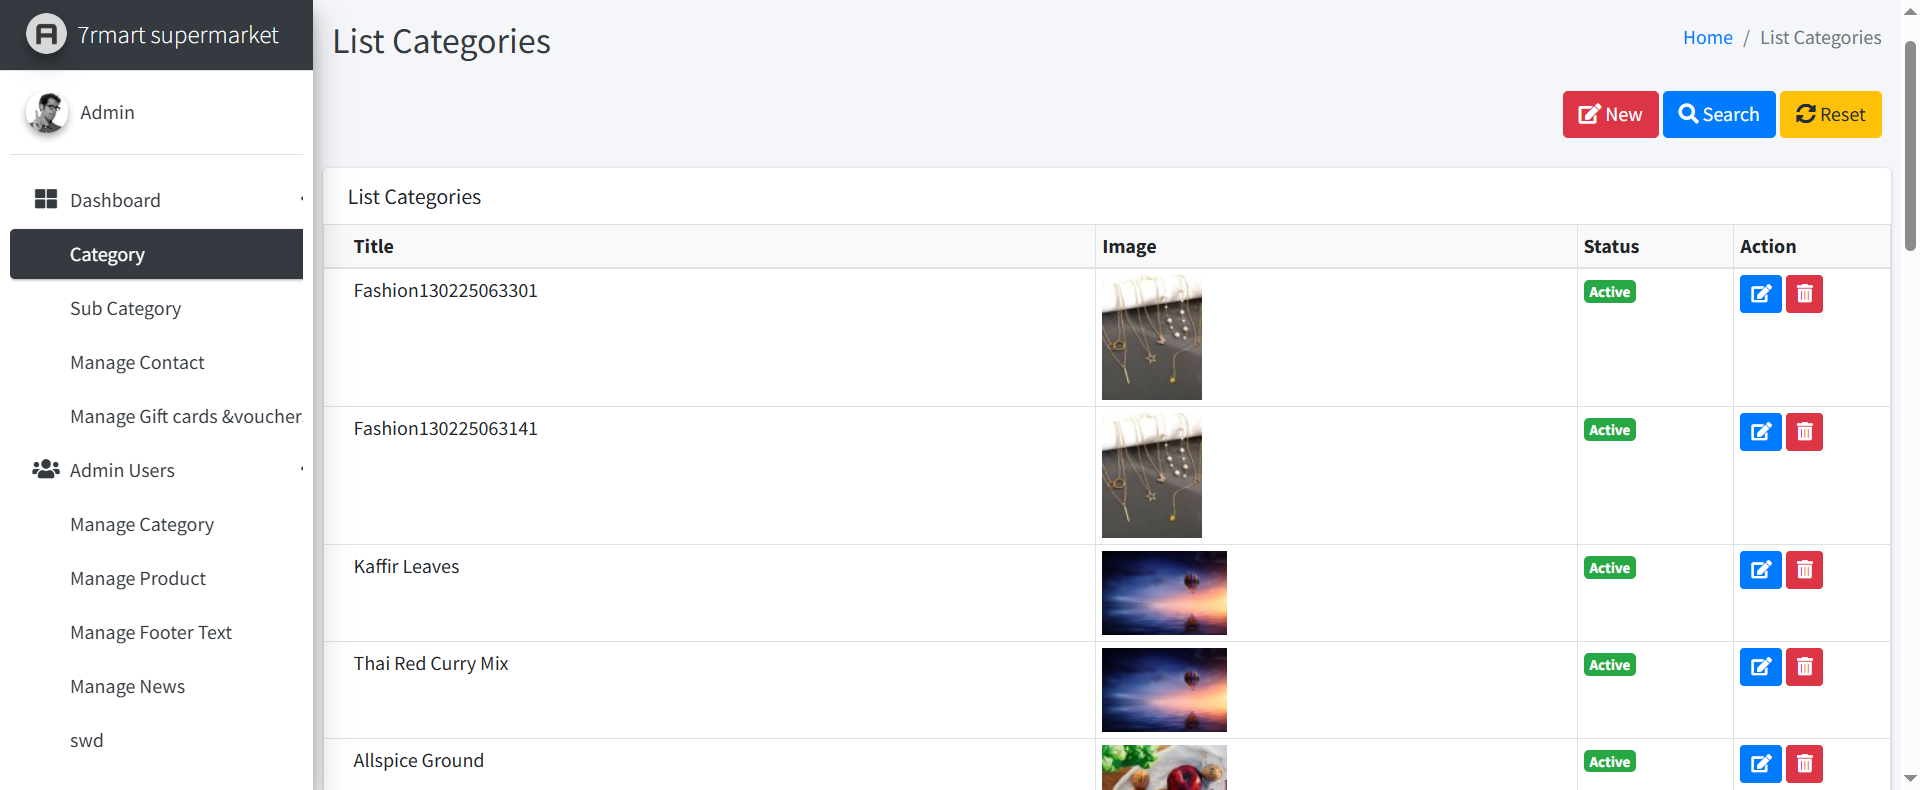 7rmart supermarket
Admin
Dashboard
Category
Sub Category
Manage Contact
Manage Gift cards &voucher
Admin Users
Manage Category
Manage Product
Manage Footer Text
Manage News
swd
List Categories
Home / List Categories
New Search Reset
List Categories
Title Image Status Action
Fashion130225063301 Active
Fashion130225063141 Active
Kaffir Leaves Active
Thai Red Curry Mix Active
Allspice Ground Active